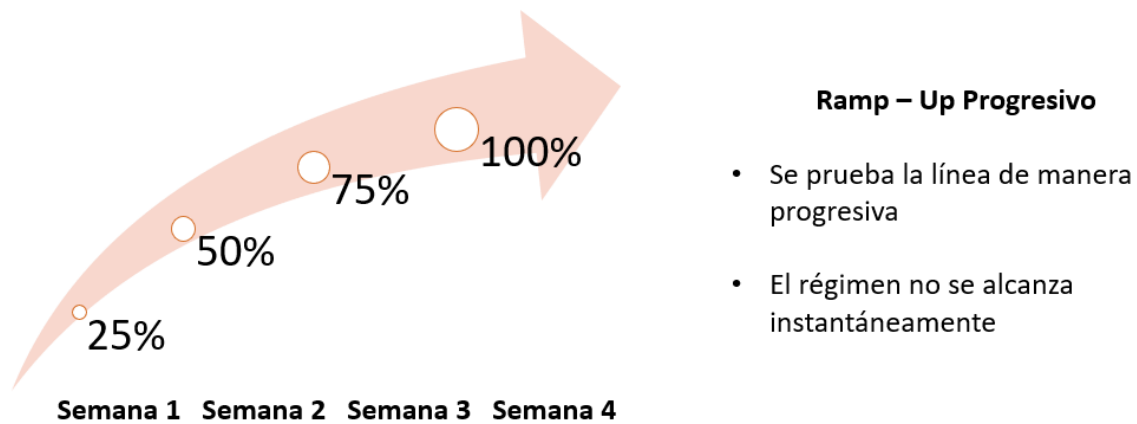 25%
50%
75%
100%
Semana 1 Semana 2 Semana 3 Semana 4
Ramp – Up Progresivo
• Se prueba la línea de manera
progresiva
• El régimen no se alcanza
instantáneamente